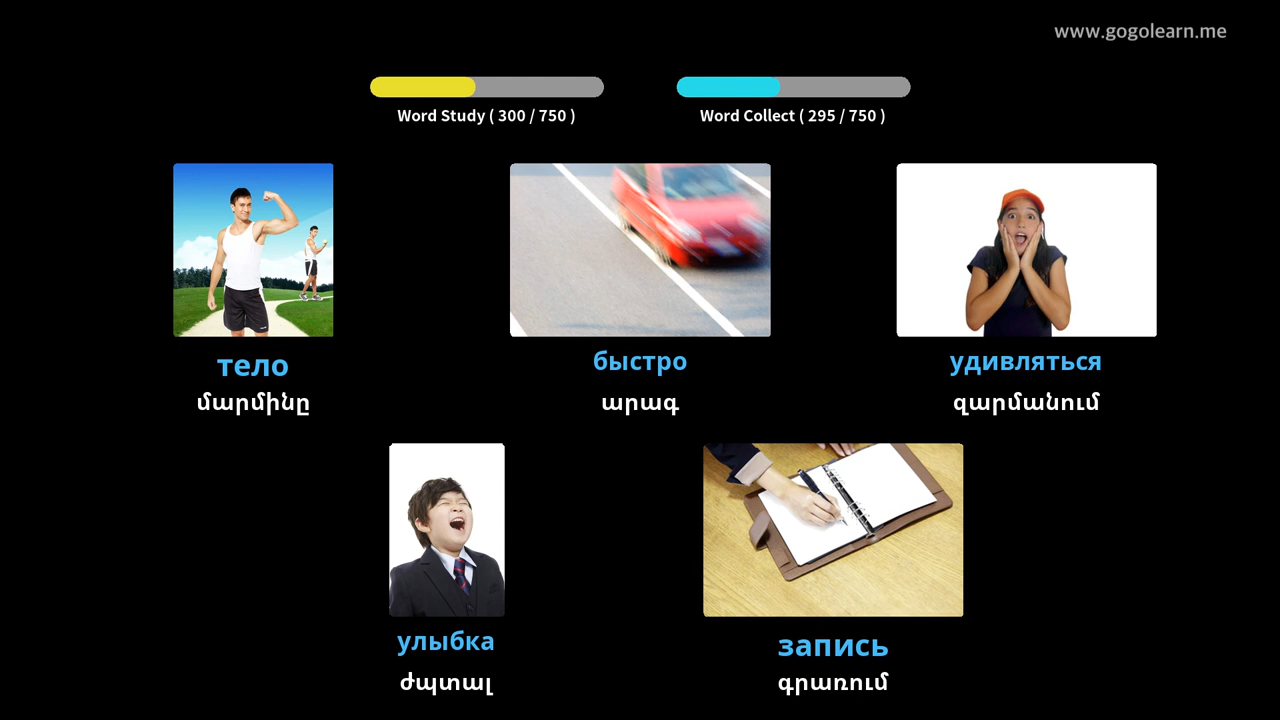 www.gogolearn.me
Word Study ( 300 / 750 )
Word Collect ( 295 / 750 )
тело
մարմինը
быстро
արագ
удивляться
զարմանում
улыбка
ժպտալ
запись
գրառում